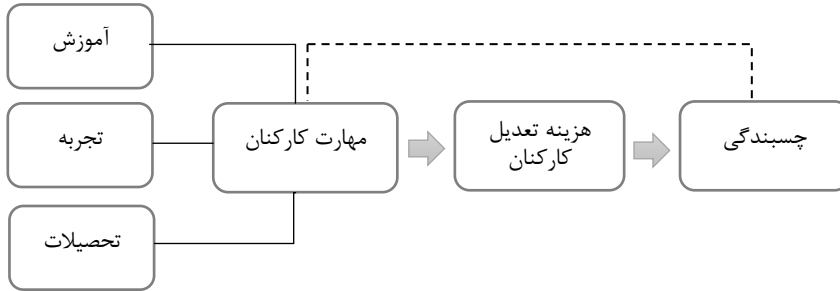 آموزش
تجربه
تحصیلات
مهارت کارکنان
هزینه تعدیل
کارکنان
چسبندگی